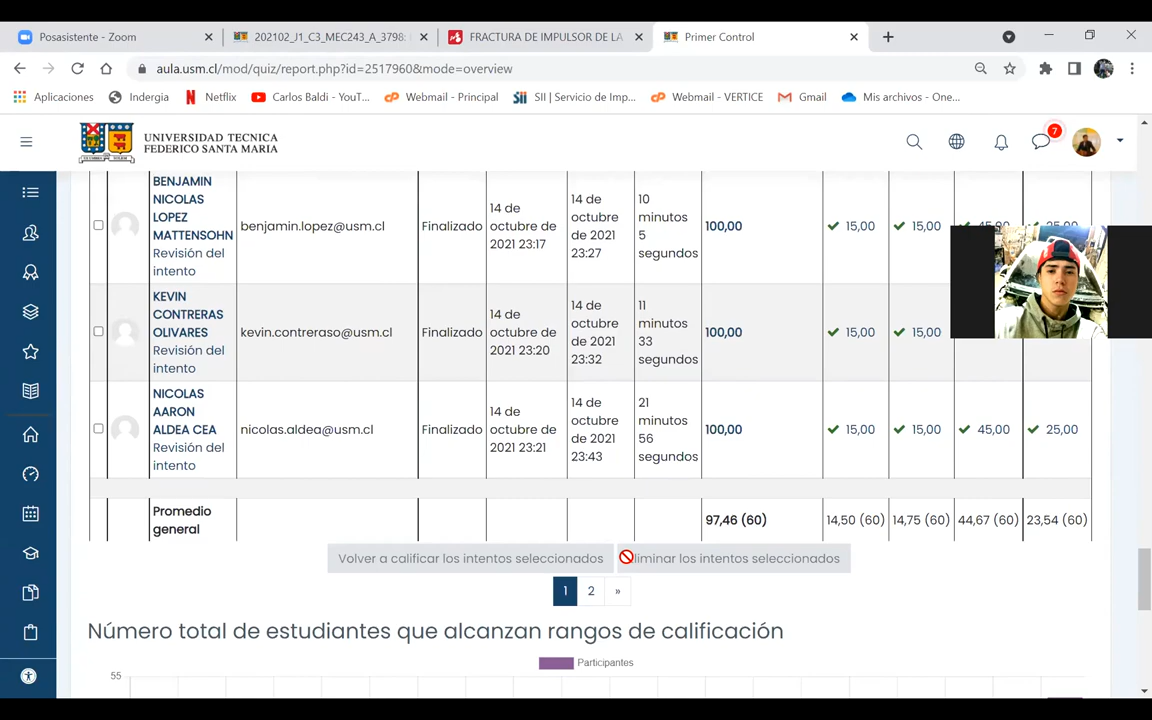 Posasistente - Zoom
202102_J1_C3_MEC243_A_3798:
FRACTURA DE IMPULSOR DE LA
Primer Control
aula.usm.cl/mod/quiz/report.php?id=2517960&mode=overview
Aplicaciones
Indergia
Netflix
Carlos Baldi - YouT...
Webmail - Principal
SII | Servicio de Imp...
Webmail - VERTICE
Gmail
Mis archivos - One...
UNIVERSIDAD TECNICA
FEDERICO SANTA MARIA
7
BENJAMIN
NICOLAS
LOPEZ
MATTENSOHN
Revisión del
intento
benjamin.lopez@usm.cl
Finalizado
14 de
octubre de
2021 23:17
14 de
octubre
de 2021
23:27
10
minutos
5
segundos
100,00
15,00
15,00
KEVIN
CONTRERAS
OLIVARES
Revisión del
intento
kevin.contreraso@usm.cl
Finalizado
14 de
octubre de
2021 23:20
14 de
octubre
de 2021
23:32
11
minutos
33
segundos
100,00
15,00
15,00
NICOLAS
AARON
ALDEA CEA
Revisión del
intento
nicolas.aldea@usm.cl
Finalizado
14 de
octubre de
2021 23:21
14 de
octubre
de 2021
23:43
21
minutos
56
segundos
100,00
15,00
15,00
45,00
25,00
Promedio
general
97,46 (60)
14,50 (60)
14,75 (60)
44,67 (60)
23,54 (60)
Volver a calificar los intentos seleccionados
Eliminar los intentos seleccionados
1
2
»
Número total de estudiantes que alcanzan rangos de calificación
Participantes
55